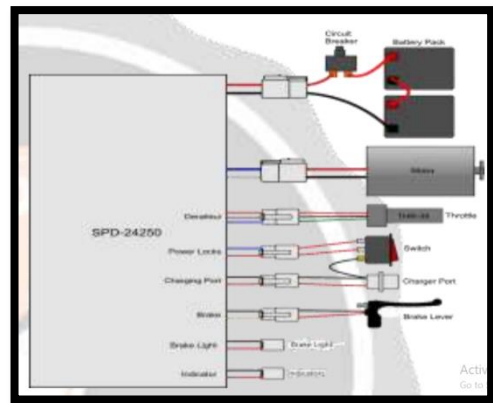 Circuit
Breaker
Battery Pack
Motor
Throttle
SPD-24250
Power Locks
Switch
Charging Port
Charger Port
Brake
Brake Lever
Brake Light
Brake Light
Indicator
Indicators
Activ
Go to